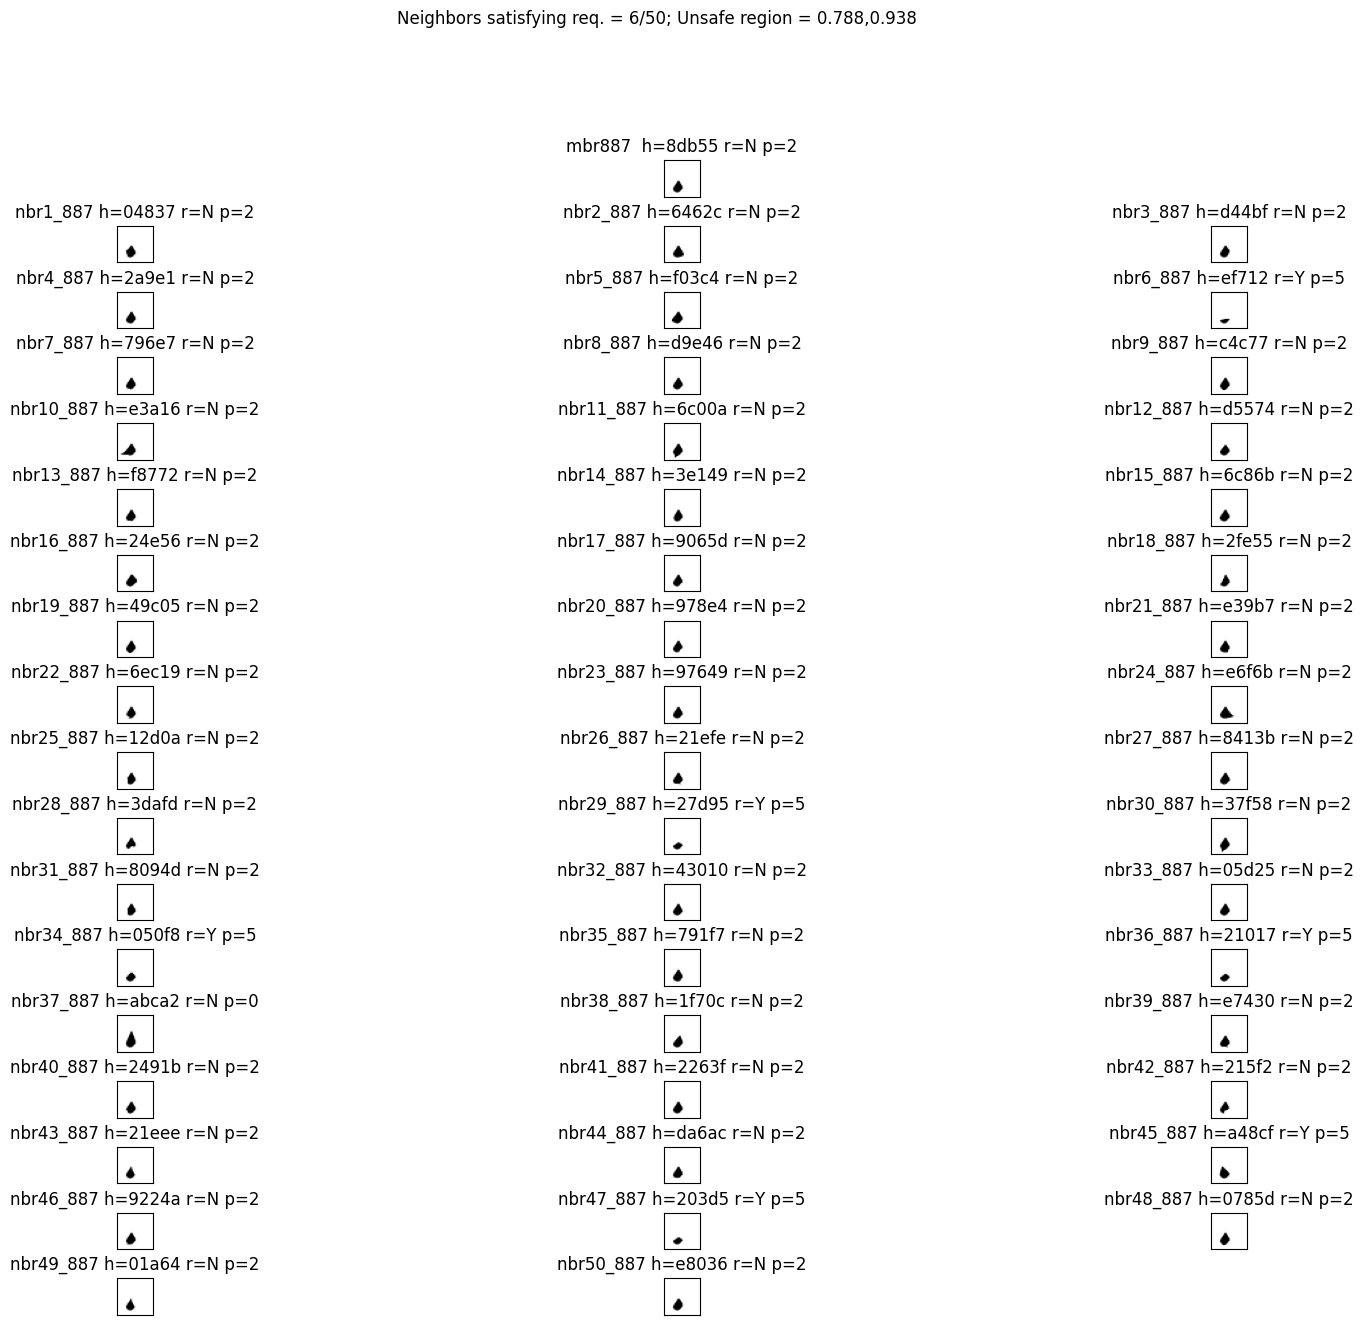 Neighbors satisfying req. = 6/50; Unsafe region = 0.788,0.938
mbr887  h=8db55 r=N p=2
nbr1_887 h=04837 r=N p=2
nbr2_887 h=6462c r=N p=2
nbr3_887 h=d44bf r=N p=2
nbr4_887 h=2a9e1 r=N p=2
nbr5_887 h=f03c4 r=N p=2
nbr6_887 h=ef712 r=Y p=5
nbr7_887 h=796e7 r=N p=2
nbr8_887 h=d9e46 r=N p=2
nbr9_887 h=c4c77 r=N p=2
nbr10_887 h=e3a16 r=N p=2
nbr11_887 h=6c00a r=N p=2
nbr12_887 h=d5574 r=N p=2
nbr13_887 h=f8772 r=N p=2
nbr14_887 h=3e149 r=N p=2
nbr15_887 h=6c86b r=N p=2
nbr16_887 h=24e56 r=N p=2
nbr17_887 h=9065d r=N p=2
nbr18_887 h=2fe55 r=N p=2
nbr19_887 h=49c05 r=N p=2
nbr20_887 h=978e4 r=N p=2
nbr21_887 h=e39b7 r=N p=2
nbr22_887 h=6ec19 r=N p=2
nbr23_887 h=97649 r=N p=2
nbr24_887 h=e6f6b r=N p=2
nbr25_887 h=12d0a r=N p=2
nbr26_887 h=21efe r=N p=2
nbr27_887 h=8413b r=N p=2
nbr28_887 h=3dafd r=N p=2
nbr29_887 h=27d95 r=Y p=5
nbr30_887 h=37f58 r=N p=2
nbr31_887 h=8094d r=N p=2
nbr32_887 h=43010 r=N p=2
nbr33_887 h=05d25 r=N p=2
nbr34_887 h=050f8 r=Y p=5
nbr35_887 h=791f7 r=N p=2
nbr36_887 h=21017 r=Y p=5
nbr37_887 h=abca2 r=N p=0
nbr38_887 h=1f70c r=N p=2
nbr39_887 h=e7430 r=N p=2
nbr40_887 h=2491b r=N p=2
nbr41_887 h=2263f r=N p=2
nbr42_887 h=215f2 r=N p=2
nbr43_887 h=21eee r=N p=2
nbr44_887 h=da6ac r=N p=2
nbr45_887 h=a48cf r=Y p=5
nbr46_887 h=9224a r=N p=2
nbr47_887 h=203d5 r=Y p=5
nbr48_887 h=0785d r=N p=2
nbr49_887 h=01a64 r=N p=2
nbr50_887 h=e8036 r=N p=2